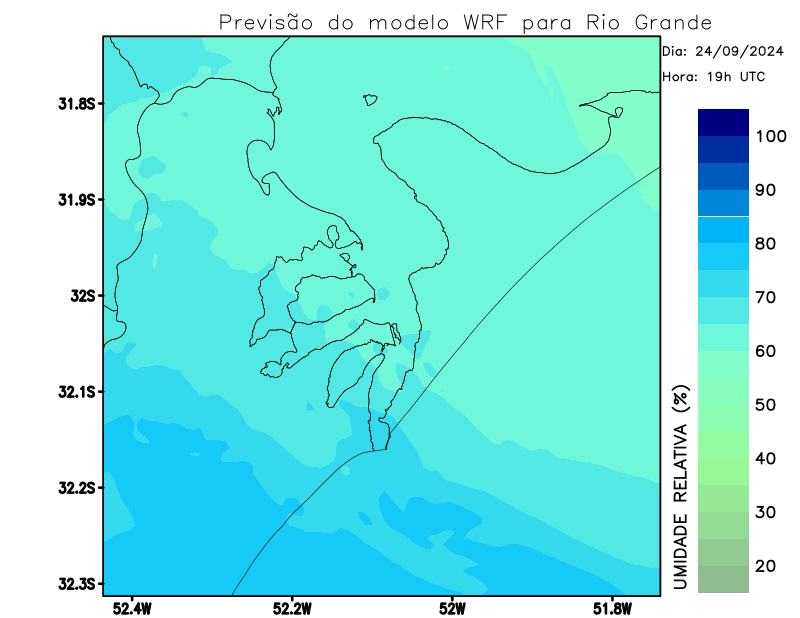 Previsão do modelo WRF para Rio Grande
Dia: 24/09/2024
Hora: 19h UTC
31.8S
31.9S
32S
32.1S
32.2S
32.3S
52.4W
52.2W
52W
51.8W
100
90
80
70
60
50
40
30
20
UMIDADE RELATIVA (%)